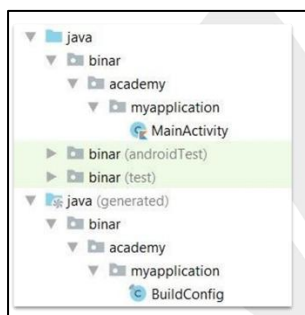 java
binar
academy
myapplication
MainActivity
binar (androidTest)
binar (test)
java (generated)
binar
academy
myapplication
BuildConfig